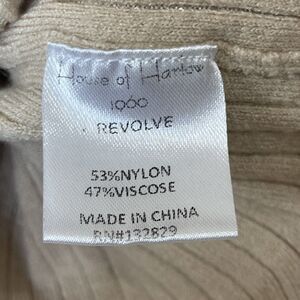 House of Harlow
1960
x REVOLVE
53%NYLON
47%VISCOSE
MADE IN CHINA
RN#132829